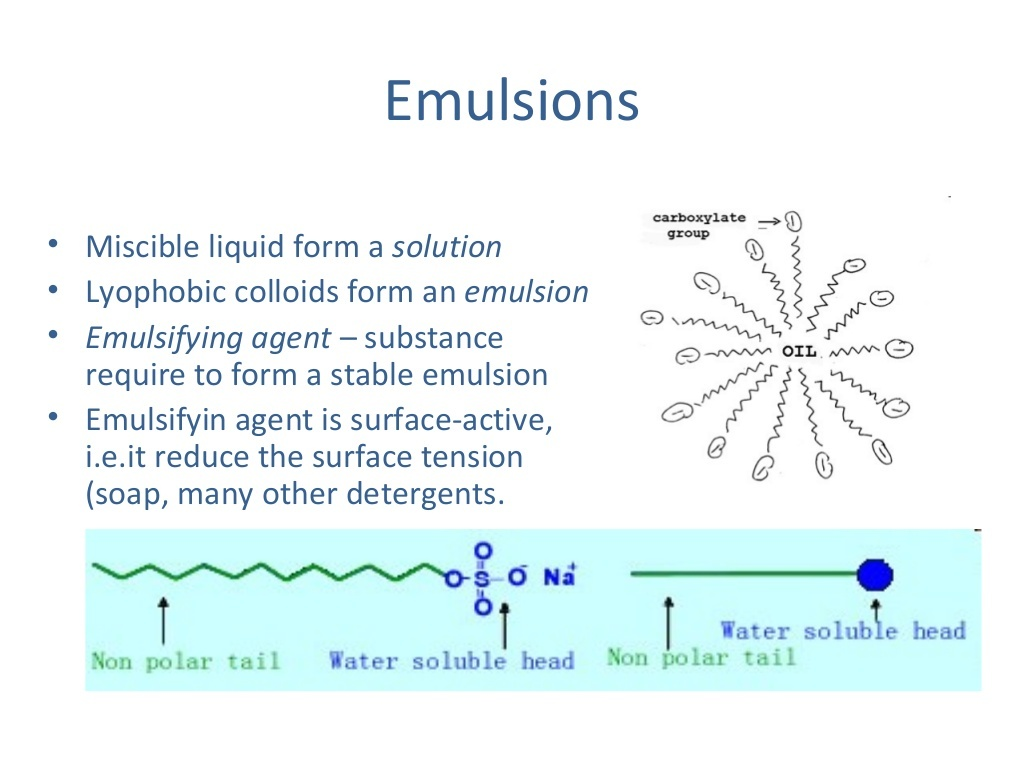 Emulsions
• Miscible liquid form a solution
• Lyophobic colloids form an emulsion
• Emulsifying agent – substance
require to form a stable emulsion
• Emulsifyin agent is surface-active,
i.e.it reduce the surface tension
(soap, many other detergents.
carboxylate
group
OIL
O
O-S-O⁻ Na⁺
O
Non polar tail
Water soluble head
Non polar tail
Water soluble head